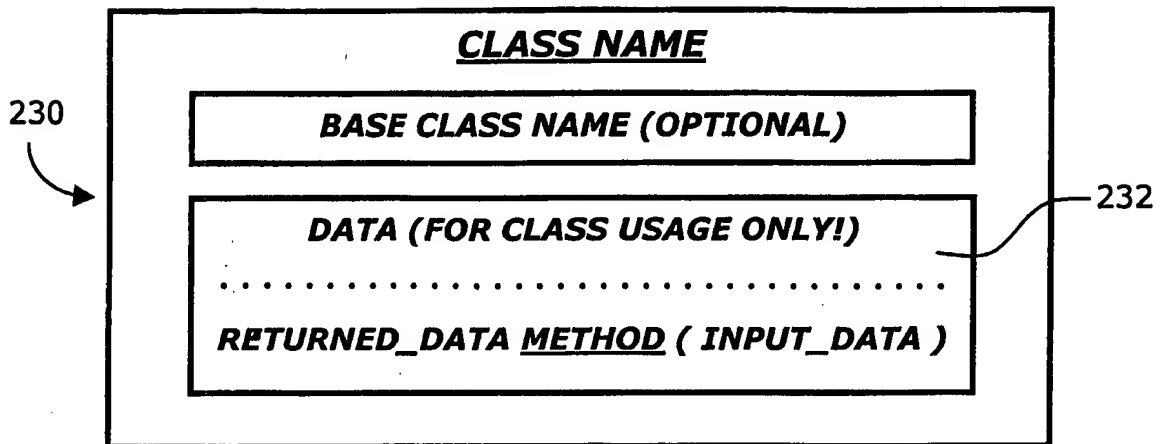 CLASS NAME
230
BASE CLASS NAME (OPTIONAL)
232
DATA (FOR CLASS USAGE ONLY!)
. . . . . . . . . . . . . . . . . . . . . . . . . . . . . . . . . . .
RETURNED_DATA METHOD ( INPUT_DATA )